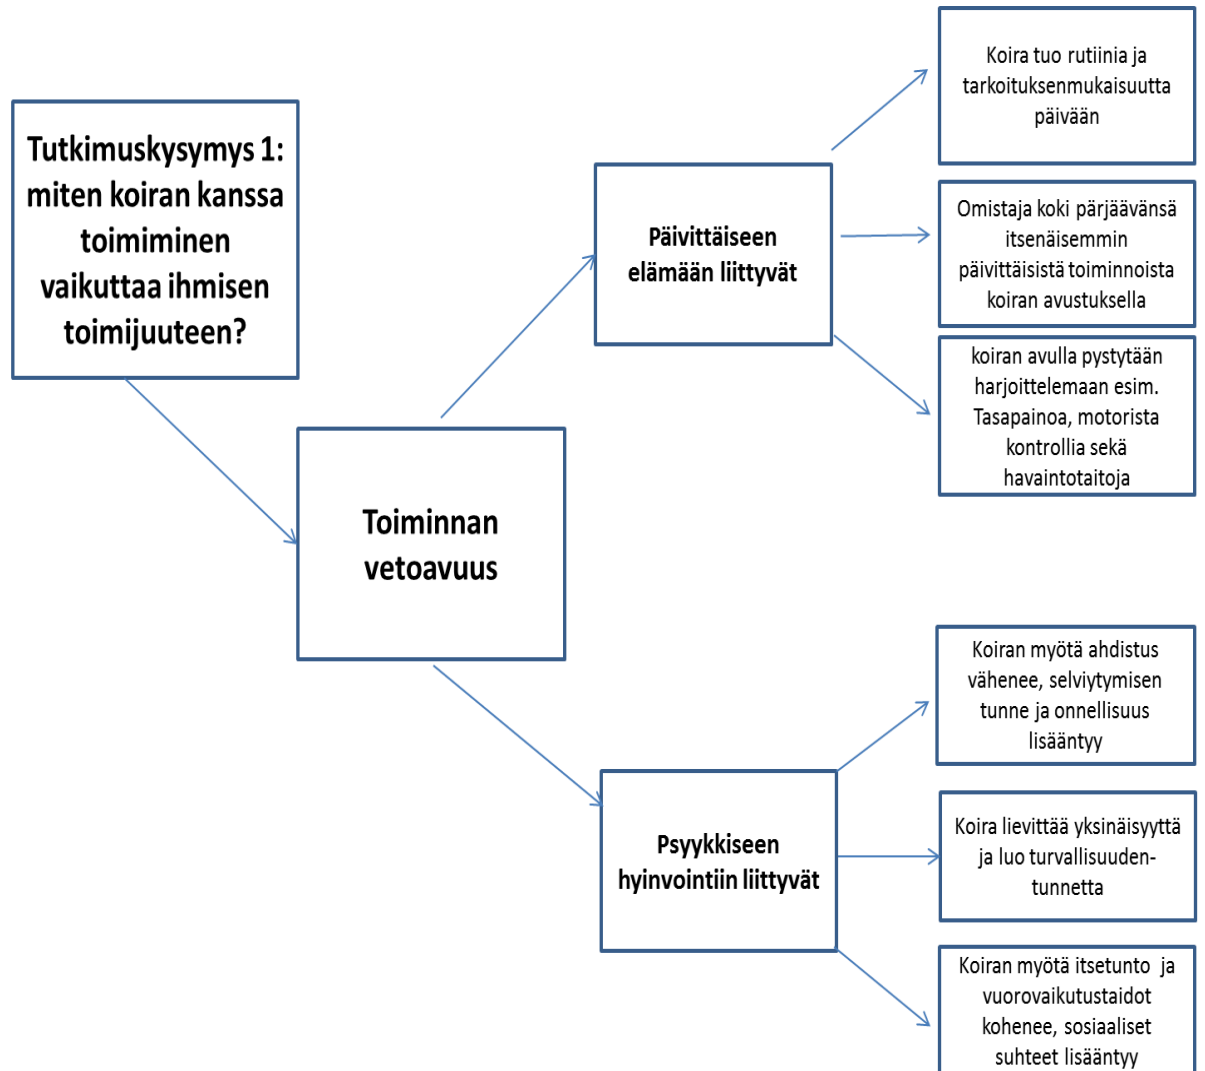 Tutkimuskysymys 1:
miten koiran kanssa
toimiminen
vaikuttaa ihmisen
toimijuuteen?
Toiminnan
vetoavuus
Päivittäiseen
elämään liittyvät
Koira tuo rutiinia ja
tarkoituksenmukaisuutta
päivään
Omistaja koki pärjäävänsä
itsenäisemmin
päivittäisistä toiminnoista
koiran avustuksella
koiran avulla pystytään
harjoittelemaan esim.
Tasapainoa, motorista
kontrollia sekä
havaintotaitoja
Psyykkiseen
hyinvointiin liittyvät
Koiran myötä ahdistus
vähenee, selviytymisen
tunne ja onnellisuus
lisääntyy
Koira lievittää yksinäisyyttä
ja luo turvallisuuden-
tunnetta
Koiran myötä itsetunto ja
vuorovaikutustaidot
kohenee, sosiaaliset
suhteet lisääntyy